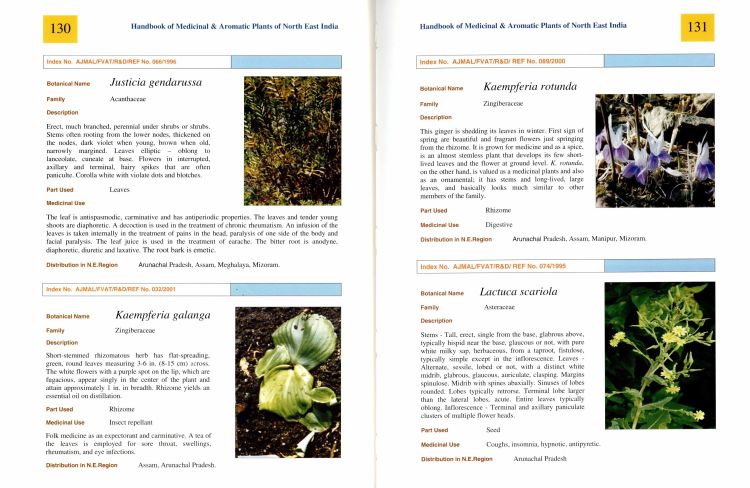 130
Handbook of Medicinal & Aromatic Plants of North East India
Index No. AJMAL/FVAT/R&D/REF No. 066/1996
Botanical Name Justicia gendarussa
Family Acanthaceae
Description
Erect, much branched, perennial under shrubs or shrubs.
Stems often rooting from the lower nodes, thickened on
the nodes, dark violet when young, brown when old,
narrowly margined. Leaves elliptic – oblong to
lanceolate, cuneate at base. Flowers in interrupted,
axillary and terminal, hairy spikes that are often
paniculte. Corolla white with violate dots and blotches.
Part Used Leaves
Medicinal Use
The leaf is antispasmodic, carminative and has antiperiodic properties. The leaves and tender young
shoots are diaphoretic. A decoction is used in the treatment of chronic rheumatism. An infusion of the
leaves is taken internally in the treatment of pains in the head, paralysis of one side of the body and
facial paralysis. The leaf juice is used in the treatment of earache. The bitter root is anodyne,
diaphoretic, diuretic and laxative. The root bark is emetic.
Distribution in N.E.Region Arunachal Pradesh, Assam, Meghalaya, Mizoram.
Index No. AJMAL/FVAT/R&D/REF No. 032/2001
Botanical Name Kaempferia galanga
Family Zingiberaceae
Description
Short-stemmed rhizomatous herb has flat-spreading,
green, round leaves measuring 3-6 in. (8-15 cm) across.
The white flowers with a purple spot on the lip, which are
fugacious, appear singly in the center of the plant and
attain approximately 1 in. in breadth. Rhizome yields an
essential oil on distillation.
Part Used Rhizome
Medicinal Use Insect repellant
Folk medicine as an expectorant and carminative. A tea of
the leaves is employed for sore throat, swellings,
rheumatism, and eye infections.
Distribution in N.E.Region Assam, Arunachal Pradesh.
Handbook of Medicinal & Aromatic Plants of North East India
131
Index No. AJMAL/FVAT/R&D/ REF No. 089/2000
Botanical Name Kaempferia rotunda
Family Zingiberaceae
Description
This ginger is shedding its leaves in winter. First sign of
spring are beautiful and fragrant flowers just springing
from the rhizome. It is grown for medicine and as a spice,
is an almost stemless plant that develops its few short-
lived leaves and the flower at ground level. K. rotunda,
on the other hand, is valued as a medicinal plants and also
as an ornamental; it has stems and long-lived, large
leaves, and basically looks much similar to other
members of the family.
Part Used Rhizome
Medicinal Use Digestive
Distribution in N.E.Region Arunachal Pradesh, Assam, Manipur, Mizoram.
Index No. AJMAL/FVAT/R&D/ REF No. 074/1995
Botanical Name Lactuca scariola
Family Asteraceae
Description
Stems - Tall, erect, single from the base, glabrous above,
typically hispid near the base, glaucous or not, with pure
white milky sap, herbaceous, from a taproot, fistulose,
typically simple except in the inflorescence. Leaves -
Alternate, sessile, lobed or not, with a distinct white
midrib, glabrous, glaucous, auriculate, clasping. Margins
spinulose. Midrib with spines abaxially. Sinuses of lobes
rounded. Lobes typically retrorse. Terminal lobe larger
than the lateral lobes, acute. Entire leaves typically
oblong. Inflorescence - Terminal and axillary paniculate
clusters of multiple flower heads.
Part Used Seed
Medicinal Use Coughs, insomnia, hypnotic, antipyretic.
Distribution in N.E.Region Arunachal Pradesh